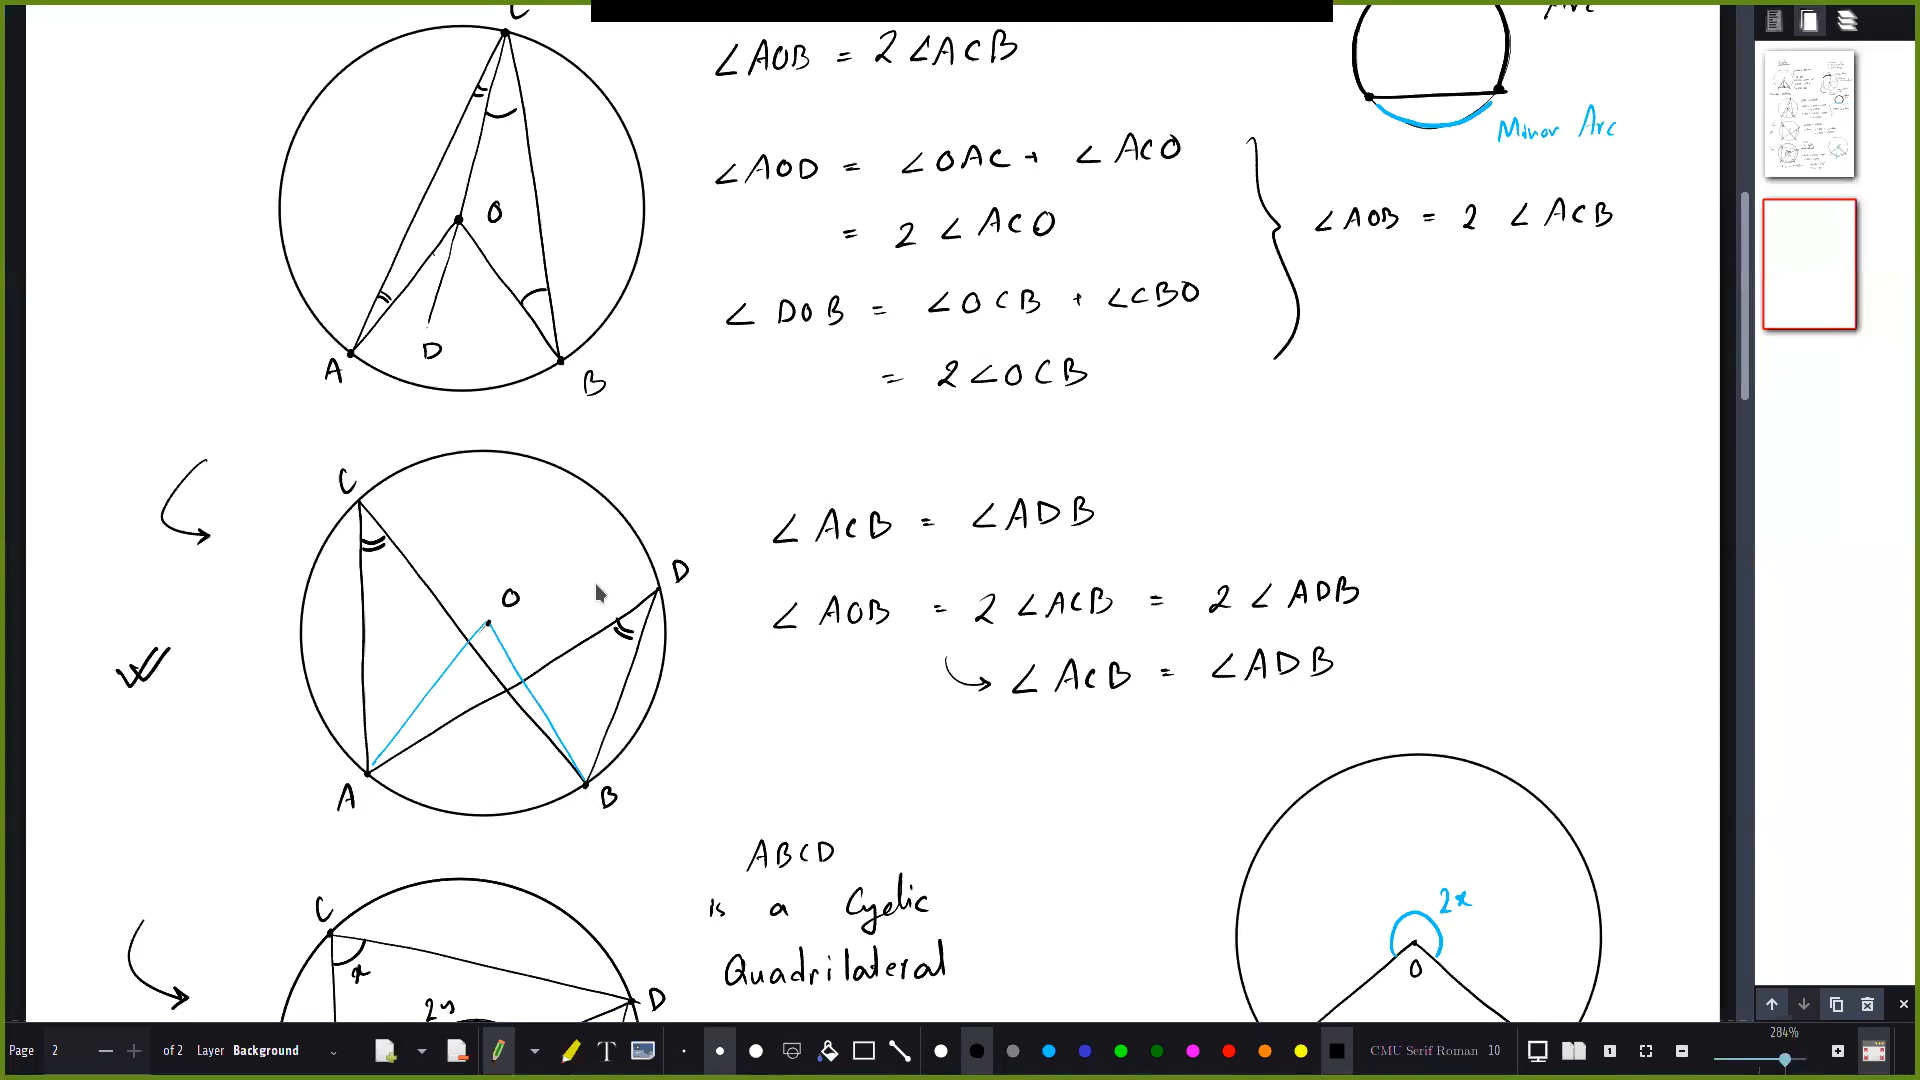 C
∠AOB = 2 ∠ACB
Arc
Minor Arc
∠AOD = ∠OAC + ∠ACO
= 2 ∠ACO
∠AOB = 2 ∠ACB
∠DOB = ∠OCB + ∠CBO
= 2 ∠OCB
O
A
D
B
C
O
D
A
B
∠ACB = ∠ADB
∠AOB = 2 ∠ACB = 2 ∠ADB
∠ACB = ∠ADB
ABCD
is a Cyclic
Quadrilateral
C
x
2y
D
2x
O
Page 2 of 2 Layer Background
T
CMU Serif Roman 10
284%